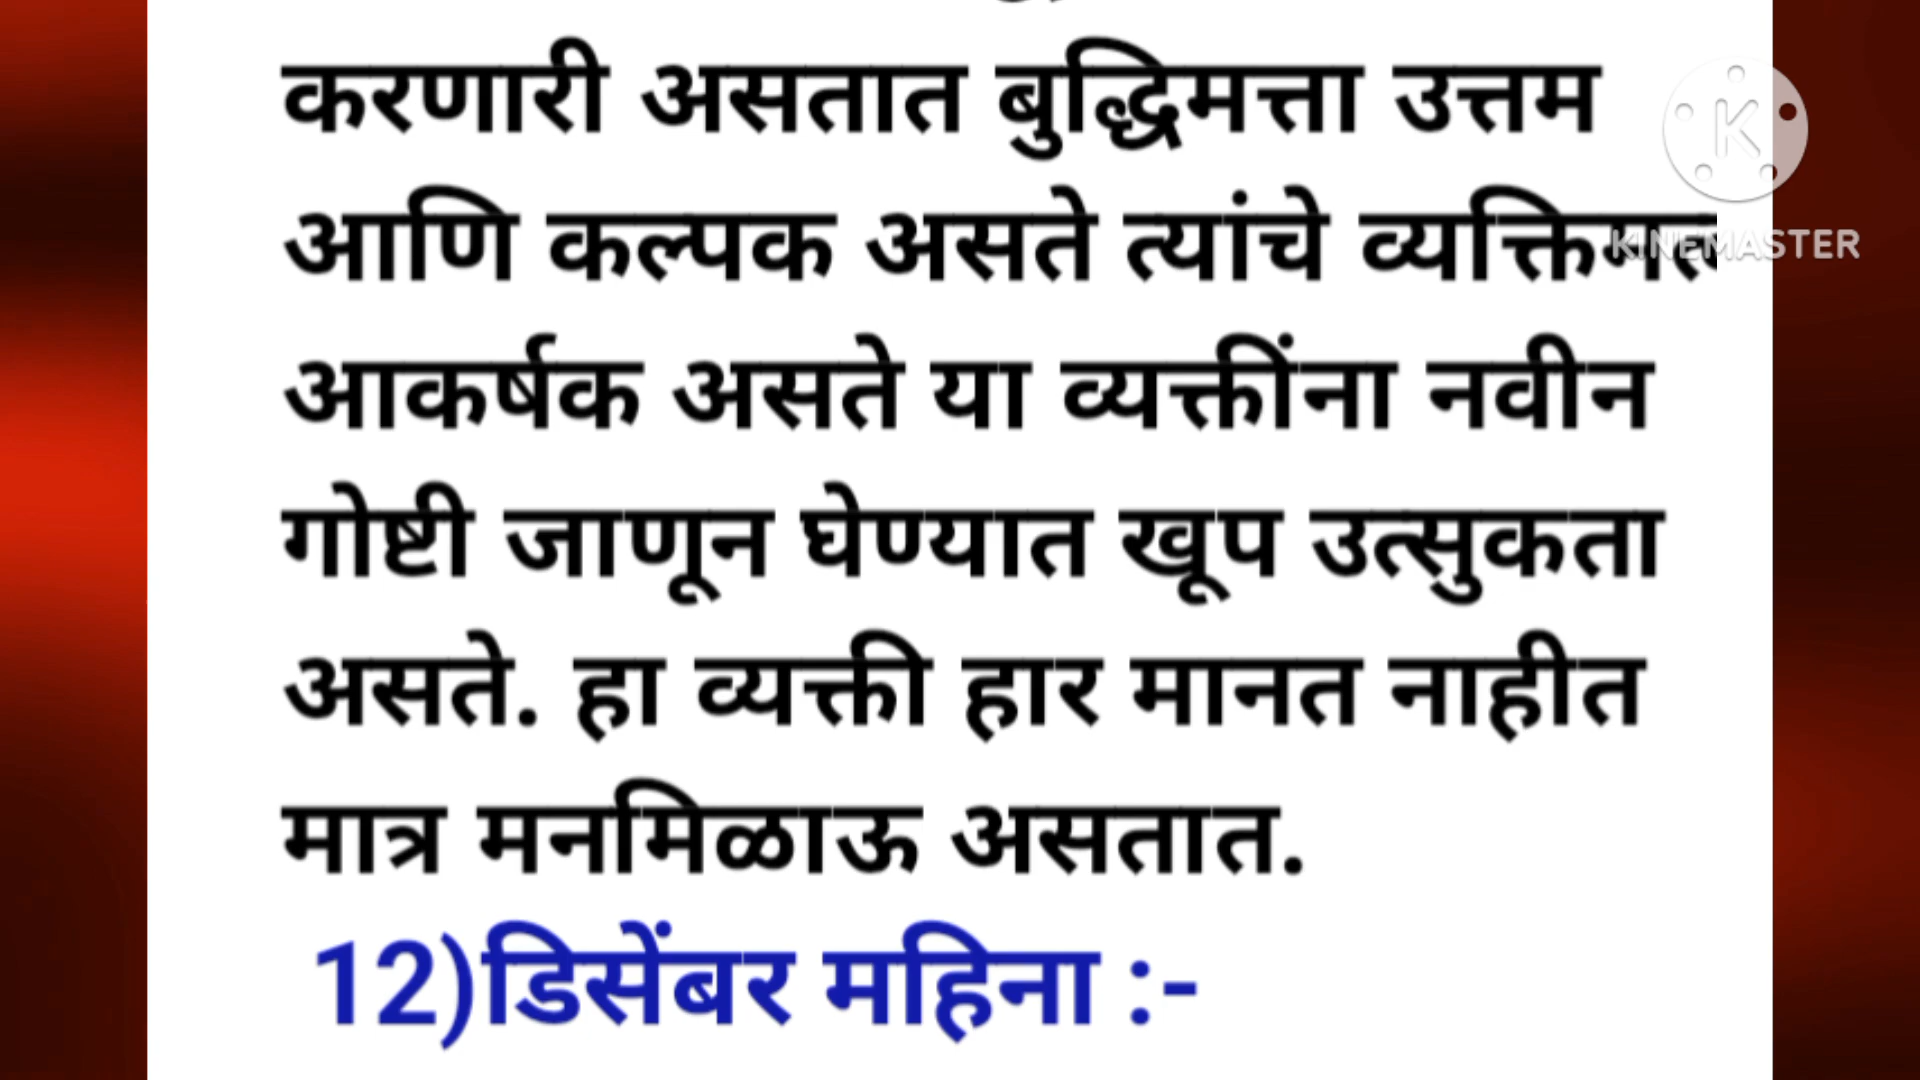 करणारी असतात बुद्धिमत्ता उत्तम
आणि कल्पक असते त्यांचे
आकर्षक असते या व्यक्तींना नवीन
गोष्टी जाणून घेण्यात खूप उत्सुकता
असते. हा व्यक्ती हार मानत नाहीत
मात्र मनमिळाऊ असतात.
12)डिसेंबर महिना :-
K
KINEMASTER